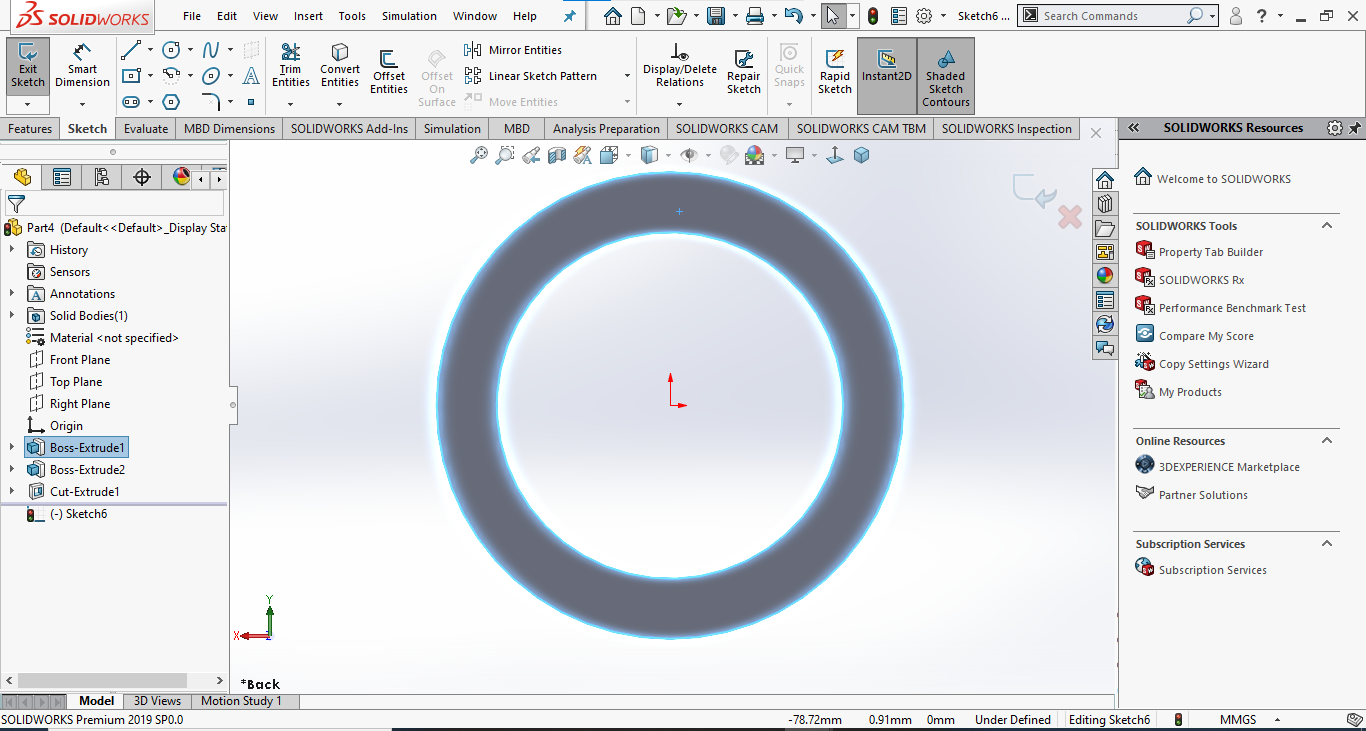 SOLIDWORKS File Edit View Insert Tools Simulation Window Help Sketch6 ... Search Commands
Exit Sketch
Smart Dimension
Trim Entities
Convert Entities
Offset Entities
Offset On Surface
Mirror Entities
Linear Sketch Pattern
Move Entities
Display/Delete Relations
Repair Sketch
Quick Snaps
Rapid Sketch
Instant2D
Shaded Sketch Contours
Features Sketch Evaluate MBD Dimensions SOLIDWORKS Add-Ins Simulation MBD Analysis Preparation SOLIDWORKS CAM SOLIDWORKS CAM TBM SOLIDWORKS Inspection
Part4 (Default<<Default>_Display Sta
History
Sensors
Annotations
Solid Bodies(1)
Material <not specified>
Front Plane
Top Plane
Right Plane
Origin
Boss-Extrude1
Boss-Extrude2
Cut-Extrude1
(-) Sketch6
Y
X
*Back
SOLIDWORKS Resources
Welcome to SOLIDWORKS
SOLIDWORKS Tools
Property Tab Builder
SOLIDWORKS Rx
Performance Benchmark Test
Compare My Score
Copy Settings Wizard
My Products
Online Resources
3DEXPERIENCE Marketplace
Partner Solutions
Subscription Services
Subscription Services
Model 3D Views Motion Study 1
SOLIDWORKS Premium 2019 SP0.0 -78.72mm 0.91mm 0mm Under Defined Editing Sketch6 MMGS